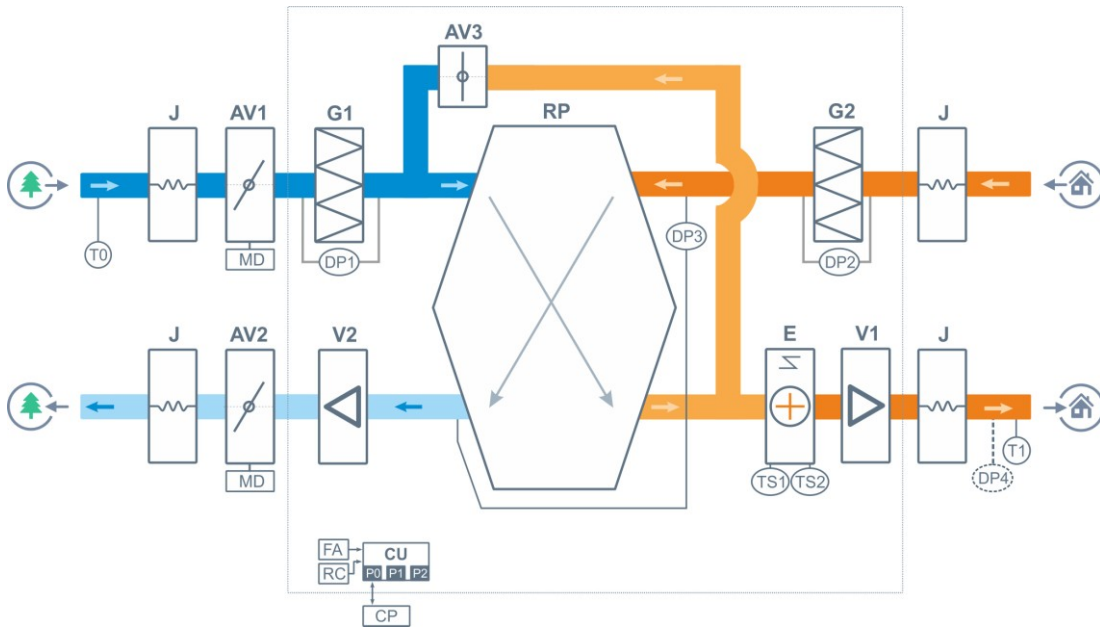 AV3
J
AV1
G1
RP
G2
J
T0
MD
DP1
DP3
DP2
J
AV2
V2
E
V1
J
MD
TS1
TS2
DP4
T1
FA
CU
RC
P0
P1
P2
CP